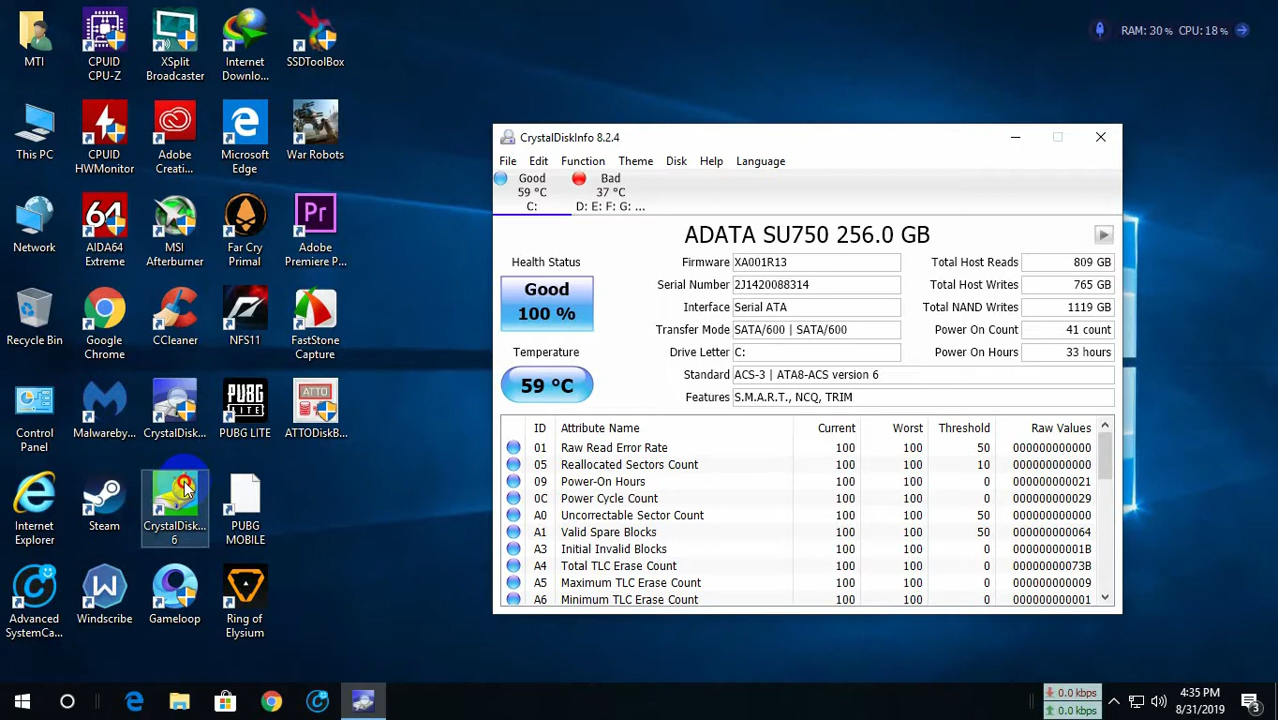 MTI
CPUID CPU-Z
XSplit Broadcaster
Internet Downlo...
SSDToolBox
This PC
CPUID HWMonitor
Adobe Creati...
Microsoft Edge
War Robots
Network
64
AIDA64 Extreme
MSI Afterburner
Far Cry Primal
Pr
Adobe Premiere P...
Recycle Bin
Google Chrome
CCleaner
NFS11
FastStone Capture
Control Panel
Malwareby...
CrystalDisk...
PUBG LITE
PUBG LITE
ATTO
ATTODiskB...
Internet Explorer
Steam
CrystalDisk... 6
PUBG MOBILE
Advanced SystemCa...
Windscribe
Gameloop
Ring of Elysium
RAM: 30 % CPU: 18 %
CrystalDiskInfo 8.2.4
File Edit Function Theme Disk Help Language
Good Bad
59 °C 37 °C
C: D: E: F: G: ...
ADATA SU750 256.0 GB
Health Status
Good
100 %
Temperature
59 °C
Firmware XA001R13
Serial Number 2J1420088314
Interface Serial ATA
Transfer Mode SATA/600 | SATA/600
Drive Letter C:
Standard ACS-3 | ATA8-ACS version 6
Features S.M.A.R.T., NCQ, TRIM
Total Host Reads 809 GB
Total Host Writes 765 GB
Total NAND Writes 1119 GB
Power On Count 41 count
Power On Hours 33 hours
ID Attribute Name Current Worst Threshold Raw Values
01 Raw Read Error Rate 100 100 50 000000000000
05 Reallocated Sectors Count 100 100 10 000000000000
09 Power-On Hours 100 100 0 000000000021
0C Power Cycle Count 100 100 0 000000000029
A0 Uncorrectable Sector Count 100 100 50 000000000000
A1 Valid Spare Blocks 100 100 50 000000000064
A3 Initial Invalid Blocks 100 100 0 00000000001B
A4 Total TLC Erase Count 100 100 0 00000000073B
A5 Maximum TLC Erase Count 100 100 0 000000000009
A6 Minimum TLC Erase Count 100 100 0 000000000001
0.0 kbps
0.0 kbps
4:35 PM
8/31/2019
3